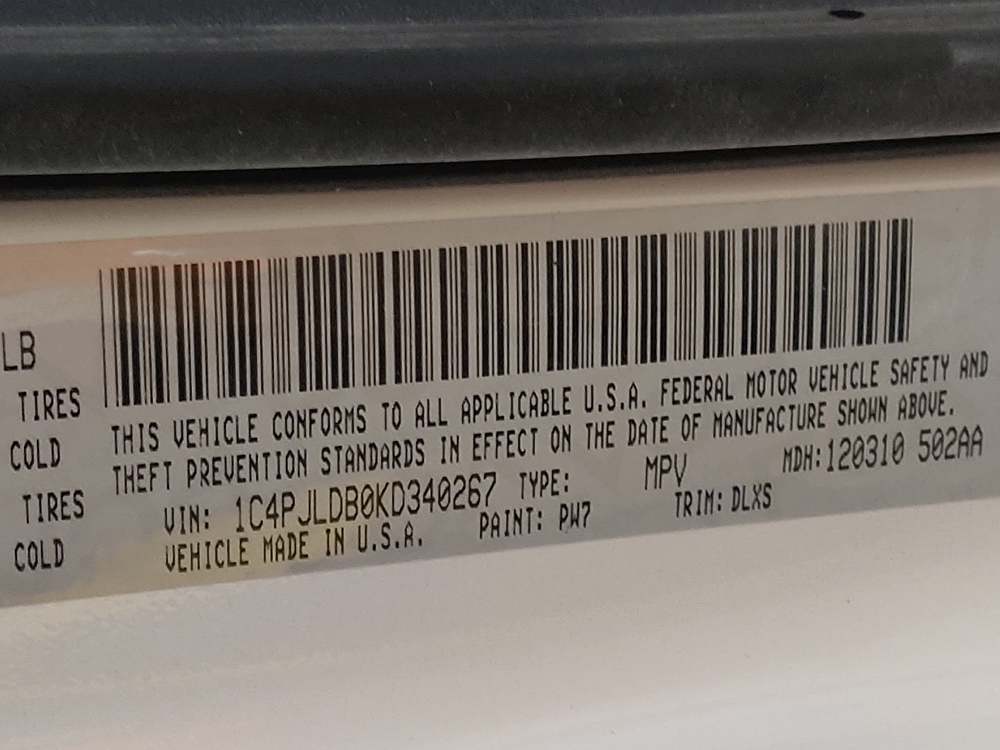 LB
TIRES
COLD
TIRES
COLD
THIS VEHICLE CONFORMS TO ALL APPLICABLE U.S.A. FEDERAL MOTOR VEHICLE SAFETY AND
THEFT PREVENTION STANDARDS IN EFFECT ON THE DATE OF MANUFACTURE SHOWN ABOVE.
VIN: 1C4PJLDB0KD340267 TYPE: MPV MDH:120310 502AA
VEHICLE MADE IN U.S.A. PAINT: PW7 TRIM: DLXS